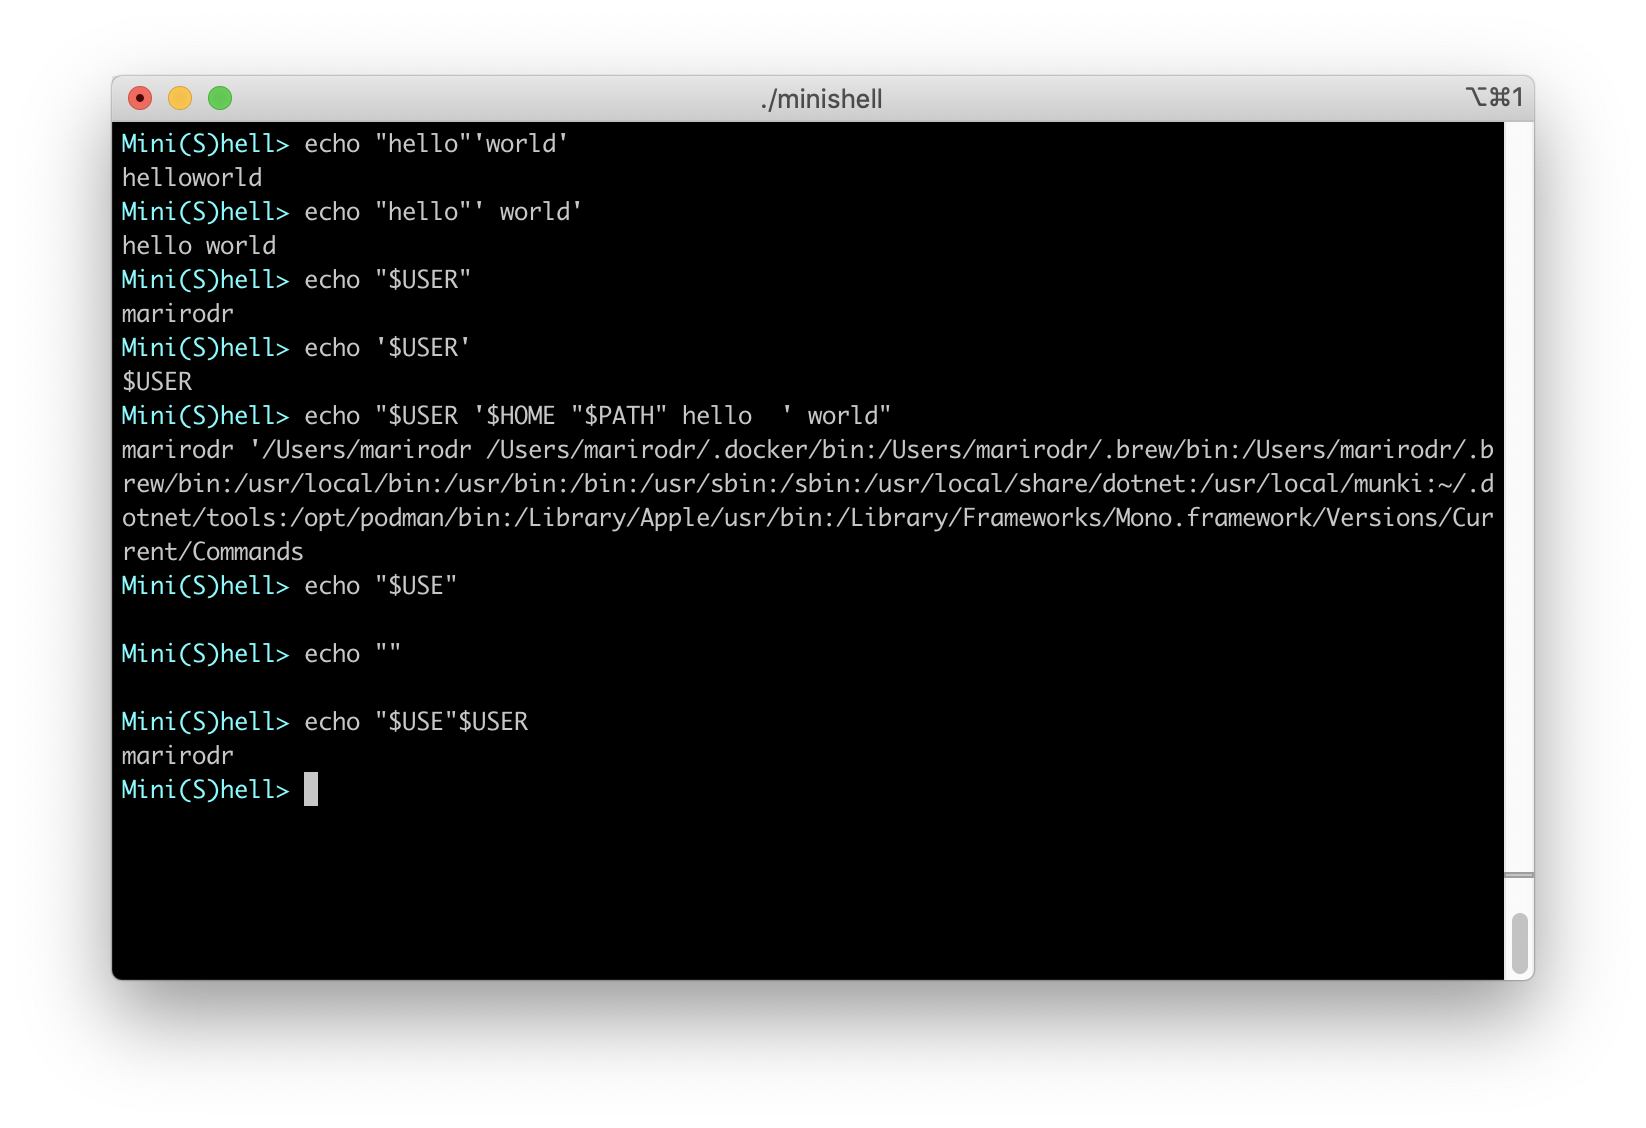 ./minishell
⌥⌘1
Mini(S)hell> echo "hello"'world'
helloworld
Mini(S)hell> echo "hello"' world'
hello world
Mini(S)hell> echo "$USER"
marirodr
Mini(S)hell> echo '$USER'
$USER
Mini(S)hell> echo "$USER '$HOME "$PATH" hello  ' world"
marirodr '/Users/marirodr /Users/marirodr/.docker/bin:/Users/marirodr/.brew/bin:/Users/marirodr/.b
rew/bin:/usr/local/bin:/usr/bin:/bin:/usr/sbin:/sbin:/usr/local/share/dotnet:/usr/local/munki:~/.d
otnet/tools:/opt/podman/bin:/Library/Apple/usr/bin:/Library/Frameworks/Mono.framework/Versions/Cur
rent/Commands
Mini(S)hell> echo "$USE"
Mini(S)hell> echo ""
Mini(S)hell> echo "$USE"$USER
marirodr
Mini(S)hell>